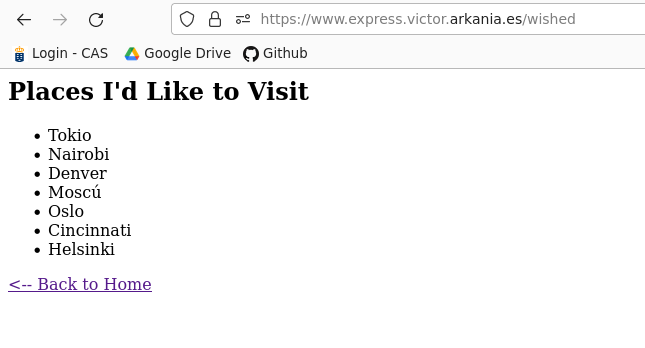 https://www.express.victor.arkania.es/wished
Login - CAS Google Drive Github
Places I'd Like to Visit
• Tokio
• Nairobi
• Denver
• Moscú
• Oslo
• Cincinnati
• Helsinki
<-- Back to Home